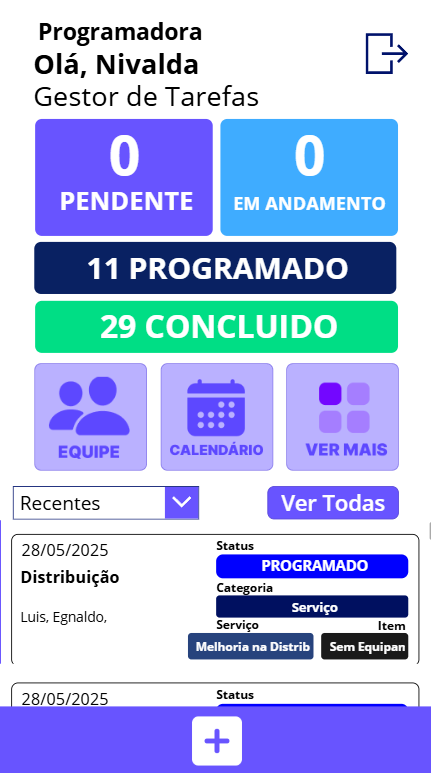 Programadora
Olá, Nivalda
Gestor de Tarefas
0
PENDENTE
0
EM ANDAMENTO
11 PROGRAMADO
29 CONCLUIDO
EQUIPE
CALENDÁRIO
VER MAIS
Recentes
Ver Todas
28/05/2025
Distribuição
Luis, Egnaldo,
Status
PROGRAMADO
Categoria
Serviço
Serviço
Item
Melhoria na Distrib
Sem Equipan
28/05/2025
Status